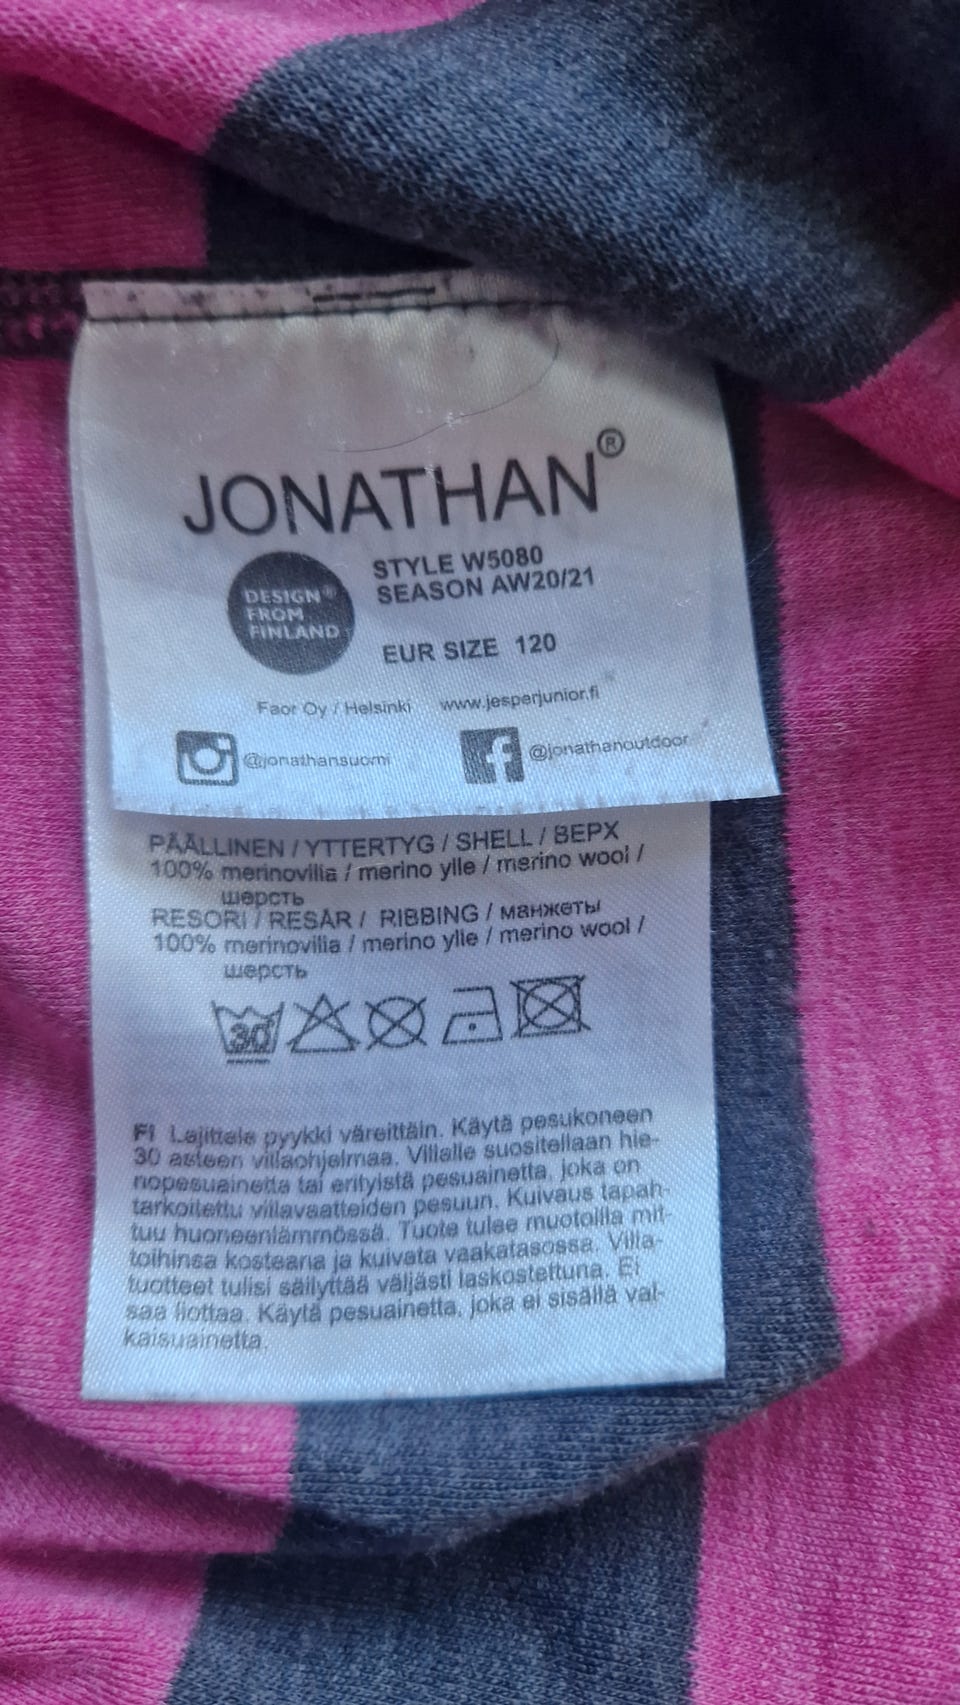 JONATHAN®
DESIGN®
FROM
FINLAND
STYLE W5080
SEASON AW20/21
EUR SIZE 120
Faor Oy / Helsinki www.jesperjunior.fi
@jonathansuomi @jonathanoutdoor
PÄÄLLINEN / YTTERTYG / SHELL / ВЕРХ
100% merinovilla / merino ylle / merino wool /
шерсть
RESORI / RESÅR / RIBBING / манжеты
100% merinovilla / merino ylle / merino wool /
шерсть
30
FI Lajittele pyykki väreittäin. Käytä pesukoneen
30 asteen villaohjelmaa. Villalle suositellaan hie-
nopesuainetta tai erityistä pesuainetta, joka on
tarkoitettu villavaatteiden pesuun. Kuivaus tapah-
tuu huoneenlämmössä. Tuote tulee muotoilla mit-
toihinsa kosteana ja kuivata vaakatasossa. Villa-
tuotteet tulisi säilyttää väljästi laskostettuna. Ei
saa liottaa. Käytä pesuainetta, joka ei sisällä val-
kaisuainetta.